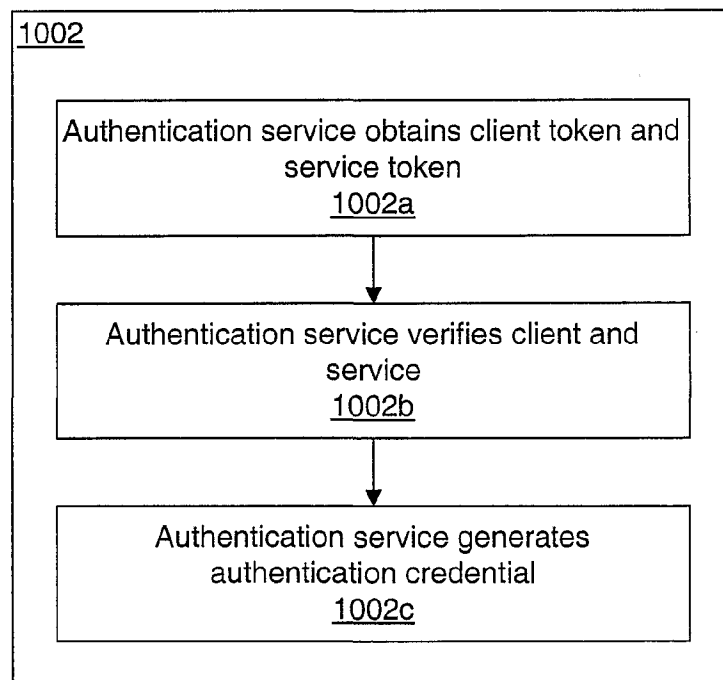 1002
Authentication service obtains client token and
service token
1002a
Authentication service verifies client and
service
1002b
Authentication service generates
authentication credential
1002c